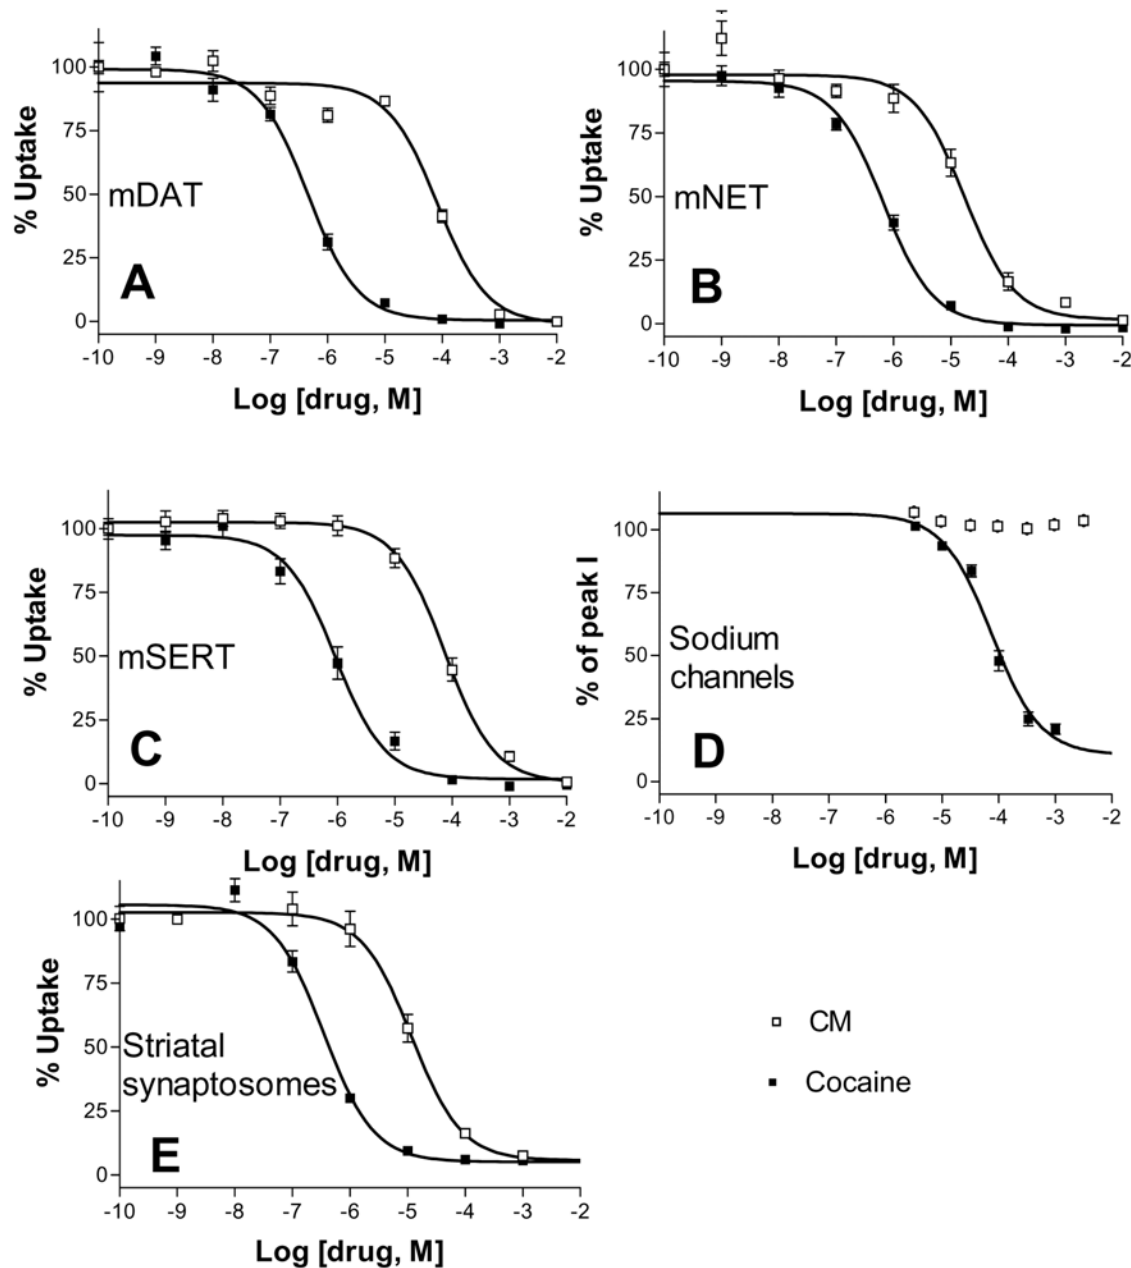 100
75
50
25
0
% Uptake
mDAT
A
-10 -9 -8 -7 -6 -5 -4 -3 -2
Log [drug, M]
100
75
50
25
0
% Uptake
mNET
B
-10 -9 -8 -7 -6 -5 -4 -3 -2
Log [drug, M]
100
75
50
25
0
% Uptake
mSERT
C
-10 -9 -8 -7 -6 -5 -4 -3 -2
Log [drug, M]
100
75
50
25
0
% of peak I
Sodium
channels
D
-10 -9 -8 -7 -6 -5 -4 -3 -2
Log [drug, M]
100
75
50
25
0
% Uptake
Striatal
synaptosomes
E
-10 -9 -8 -7 -6 -5 -4 -3 -2
Log [drug, M]
CM
Cocaine